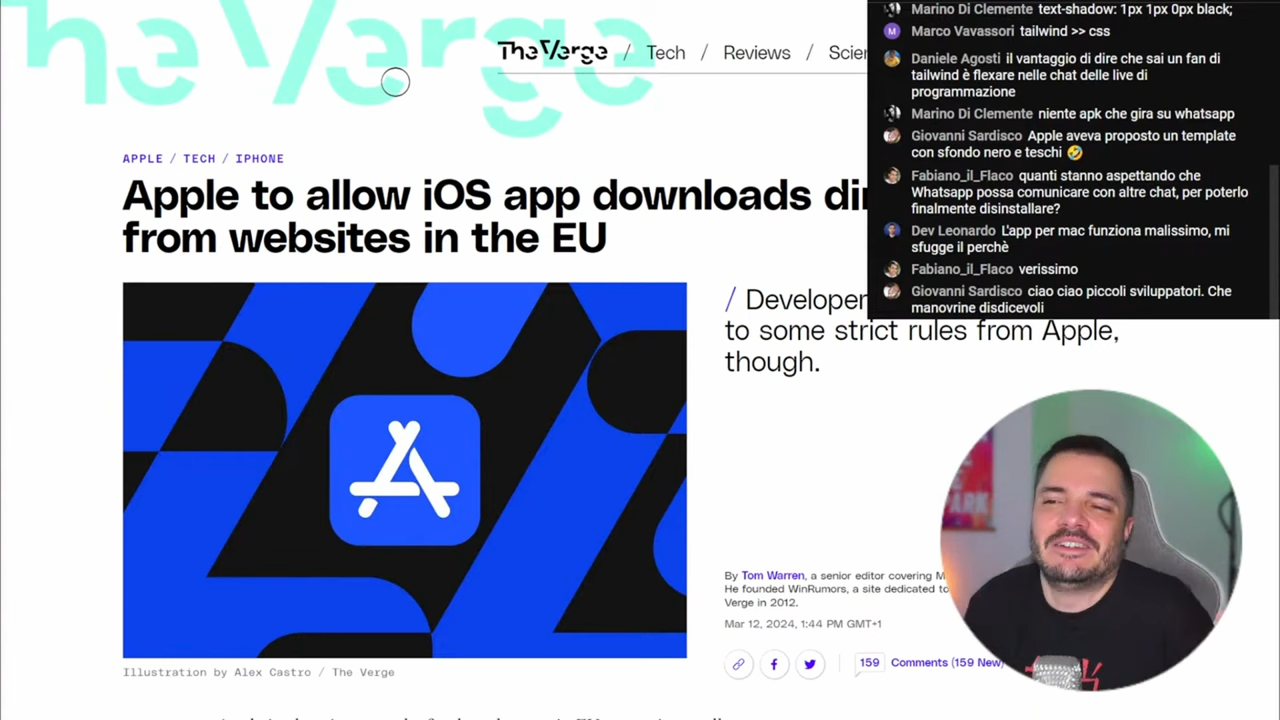 The Verge
The Verge / Tech / Reviews / Scien
APPLE / TECH / IPHONE
Apple to allow iOS app downloads dir
from websites in the EU
/ Developer
to some strict rules from Apple,
though.
By Tom Warren, a senior editor covering M
He founded WinRumors, a site dedicated to
Verge in 2012.
Mar 12, 2024, 1:44 PM GMT+1
159 Comments (159 New)
Illustration by Alex Castro / The Verge
Marino Di Clemente text-shadow: 1px 1px 0px black;
M Marco Vavassori tailwind >> css
Daniele Agosti il vantaggio di dire che sai un fan di
tailwind è flexare nelle chat delle live di
programmazione
Marino Di Clemente niente apk che gira su whatsapp
Giovanni Sardisco Apple aveva proposto un template
con sfondo nero e teschi 🤣
Fabiano_il_Flaco quanti stanno aspettando che
Whatsapp possa comunicare con altre chat, per poterlo
finalmente disinstallare?
Dev Leonardo L'app per mac funziona malissimo, mi
sfugge il perchè
Fabiano_il_Flaco verissimo
Giovanni Sardisco ciao ciao piccoli sviluppatori. Che
manovrine disdicevoli